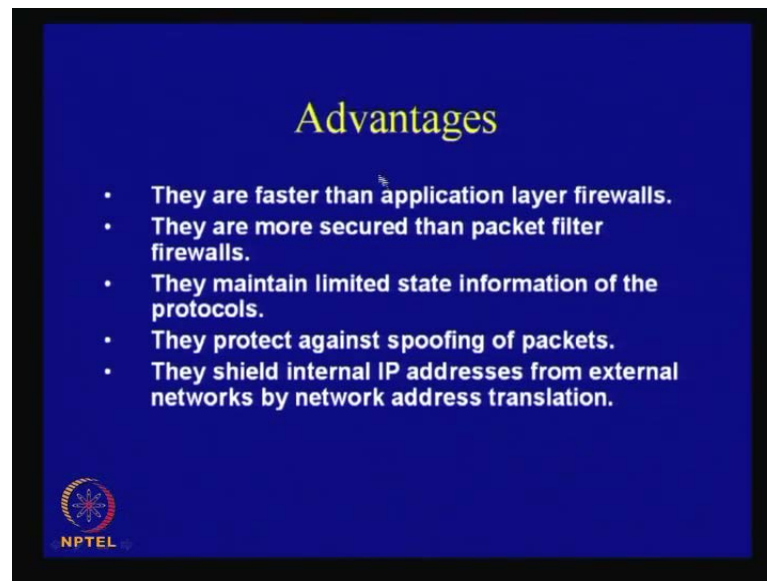 Advantages
• They are faster than application layer firewalls.
• They are more secured than packet filter
firewalls.
• They maintain limited state information of the
protocols.
• They protect against spoofing of packets.
• They shield internal IP addresses from external
networks by network address translation.
NPTEL